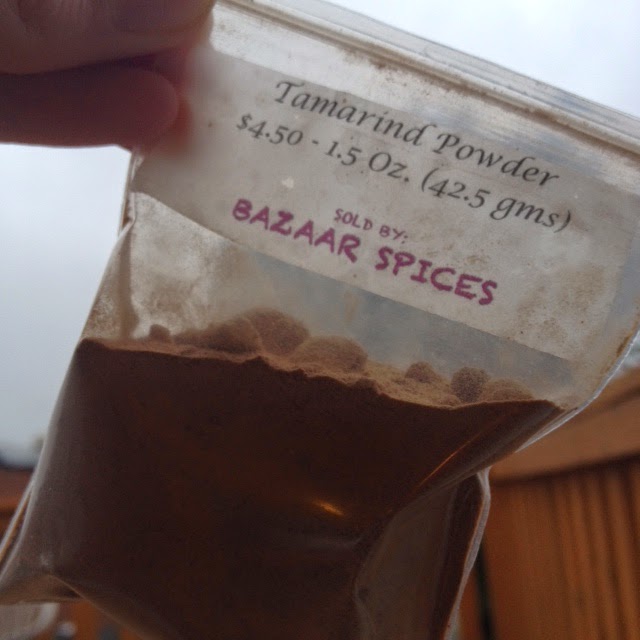 Tamarind Powder
$4.50 - 1.5 Oz. (42.5 gms)
SOLD BY:
BAZAAR SPICES